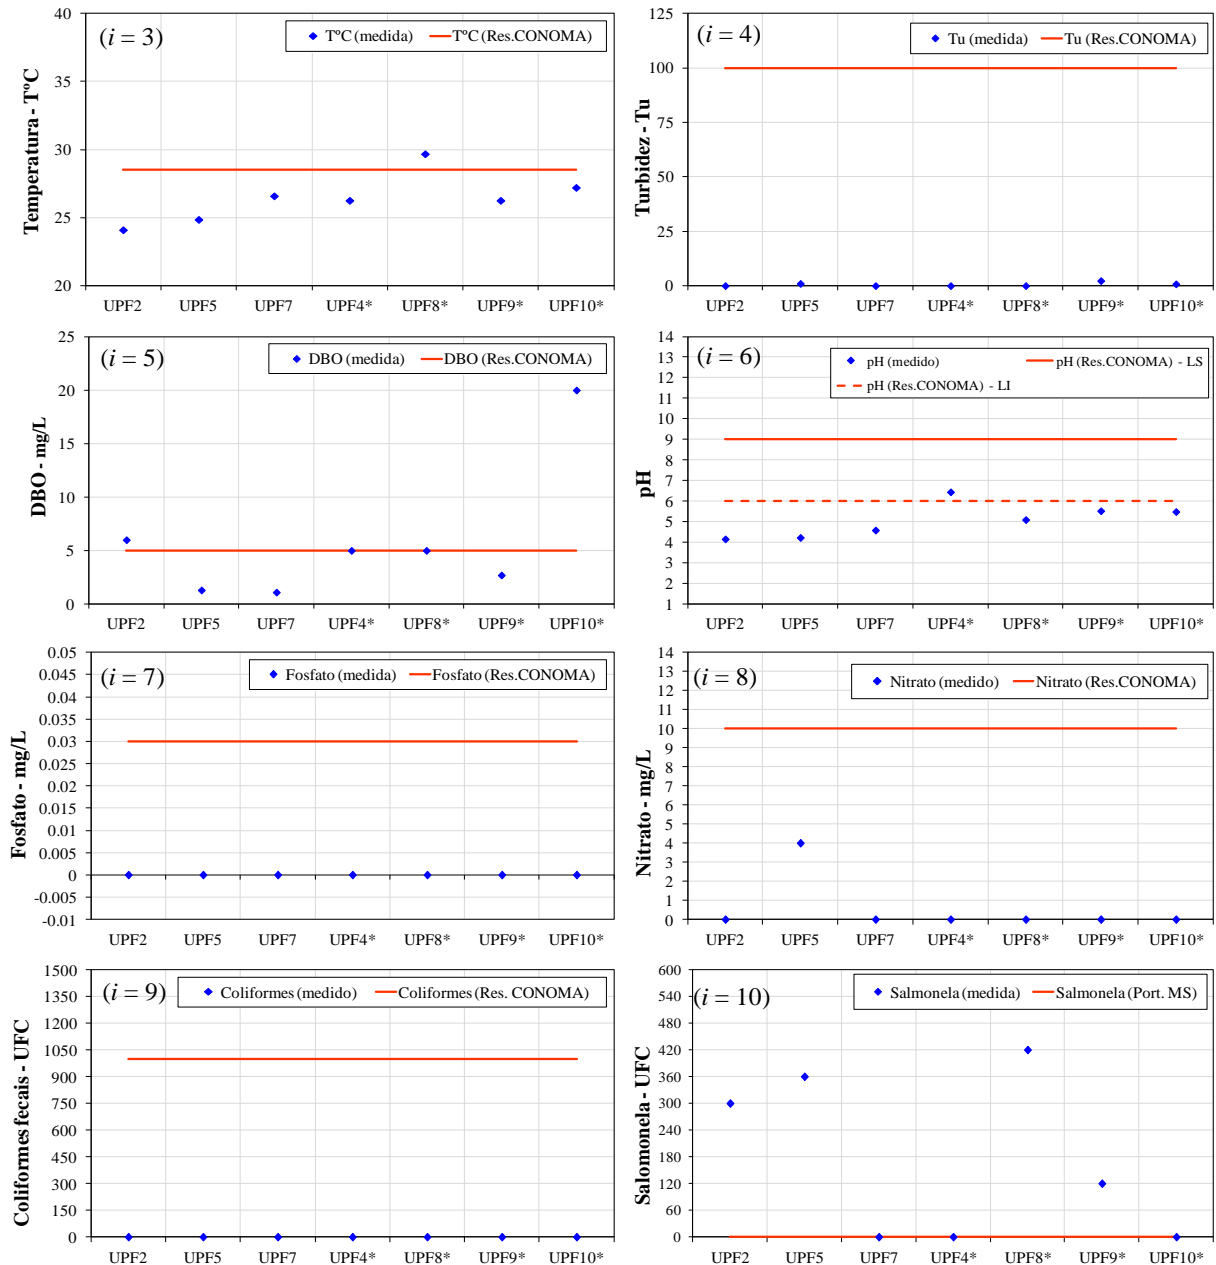 (i = 3)
T°C (medida)
T°C (Res.CONOMA)
Temperatura - T°C
40
35
30
25
20
UPF2 UPF5 UPF7 UPF4* UPF8* UPF9* UPF10*
(i = 4)
Tu (medida)
Tu (Res.CONOMA)
Turbidez - Tu
125
100
75
50
25
0
UPF2 UPF5 UPF7 UPF4* UPF8* UPF9* UPF10*
(i = 5)
DBO (medida)
DBO (Res.CONOMA)
DBO - mg/L
25
20
15
10
5
0
UPF2 UPF5 UPF7 UPF4* UPF8* UPF9* UPF10*
(i = 6)
pH (medido)
pH (Res.CONOMA) - LS
pH (Res.CONOMA) - LI
pH
14
13
12
11
10
9
8
7
6
5
4
3
2
1
UPF2 UPF5 UPF7 UPF4* UPF8* UPF9* UPF10*
(i = 7)
Fosfato (medida)
Fosfato (Res.CONOMA)
Fosfato - mg/L
0.05
0.045
0.04
0.035
0.03
0.025
0.02
0.015
0.01
0.005
0
-0.005
-0.01
UPF2 UPF5 UPF7 UPF4* UPF8* UPF9* UPF10*
(i = 8)
Nitrato (medido)
Nitrato (Res.CONOMA)
Nitrato - mg/L
14
13
12
11
10
9
8
7
6
5
4
3
2
1
0
UPF2 UPF5 UPF7 UPF4* UPF8* UPF9* UPF10*
(i = 9)
Coliformes (medido)
Coliformes (Res. CONOMA)
Coliformes fecais - UFC
1500
1350
1200
1050
900
750
600
450
300
150
0
UPF2 UPF5 UPF7 UPF4* UPF8* UPF9* UPF10*
(i = 10)
Salmonela (medida)
Salmonela (Port. MS)
Salomonela - UFC
600
540
480
420
360
300
240
180
120
60
0
UPF2 UPF5 UPF7 UPF4* UPF8* UPF9* UPF10*